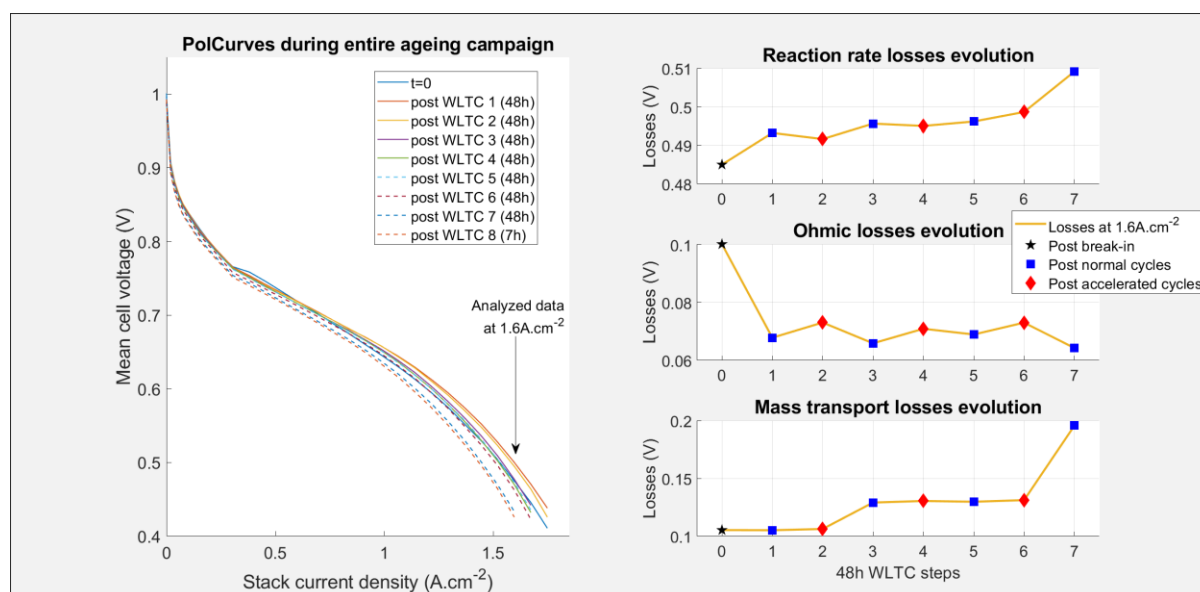 PolCurves during entire ageing campaign
Mean cell voltage (V)
1
0.9
0.8
0.7
0.6
0.5
0.4
t=0
post WLTC 1 (48h)
post WLTC 2 (48h)
post WLTC 3 (48h)
post WLTC 4 (48h)
post WLTC 5 (48h)
post WLTC 6 (48h)
post WLTC 7 (48h)
post WLTC 8 (7h)
Analyzed data
at 1.6A.cm-2
0 0.5 1 1.5
Stack current density (A.cm-2)
Reaction rate losses evolution
Losses (V)
0.51
0.5
0.49
0.48
0 1 2 3 4 5 6 7
Ohmic losses evolution
Losses (V)
0.1
0.08
0.06
0 1 2 3 4 5 6 7
Losses at 1.6A.cm-2
Post break-in
Post normal cycles
Post accelerated cycles
Mass transport losses evolution
Losses (V)
0.2
0.15
0.1
0 1 2 3 4 5 6 7
48h WLTC steps